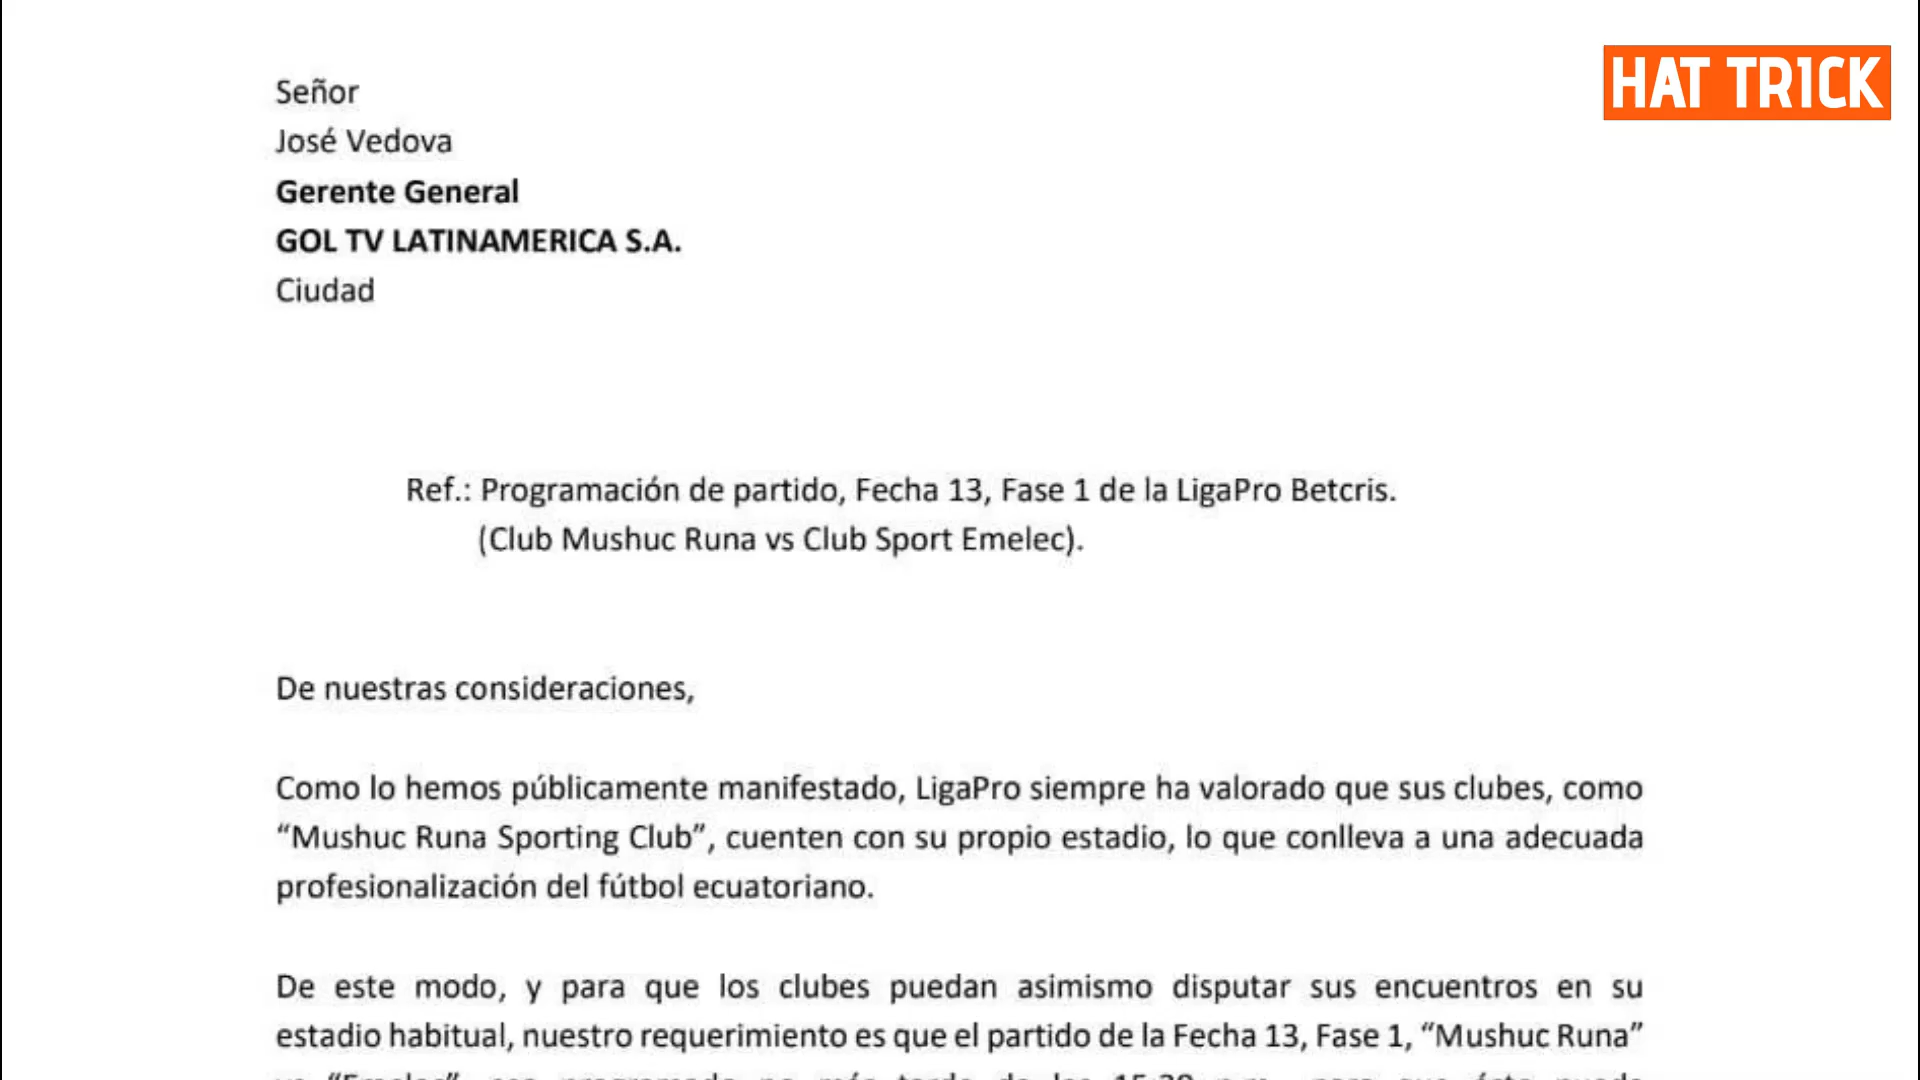 HAT TR1CK
Señor
José Vedova
Gerente General
GOL TV LATINAMERICA S.A.
Ciudad
Ref.: Programación de partido, Fecha 13, Fase 1 de la LigaPro Betcris.
(Club Mushuc Runa vs Club Sport Emelec).
De nuestras consideraciones,
Como lo hemos públicamente manifestado, LigaPro siempre ha valorado que sus clubes, como
“Mushuc Runa Sporting Club”, cuenten con su propio estadio, lo que conlleva a una adecuada
profesionalización del fútbol ecuatoriano.
De este modo, y para que los clubes puedan asimismo disputar sus encuentros en su
estadio habitual, nuestro requerimiento es que el partido de la Fecha 13, Fase 1, “Mushuc Runa”